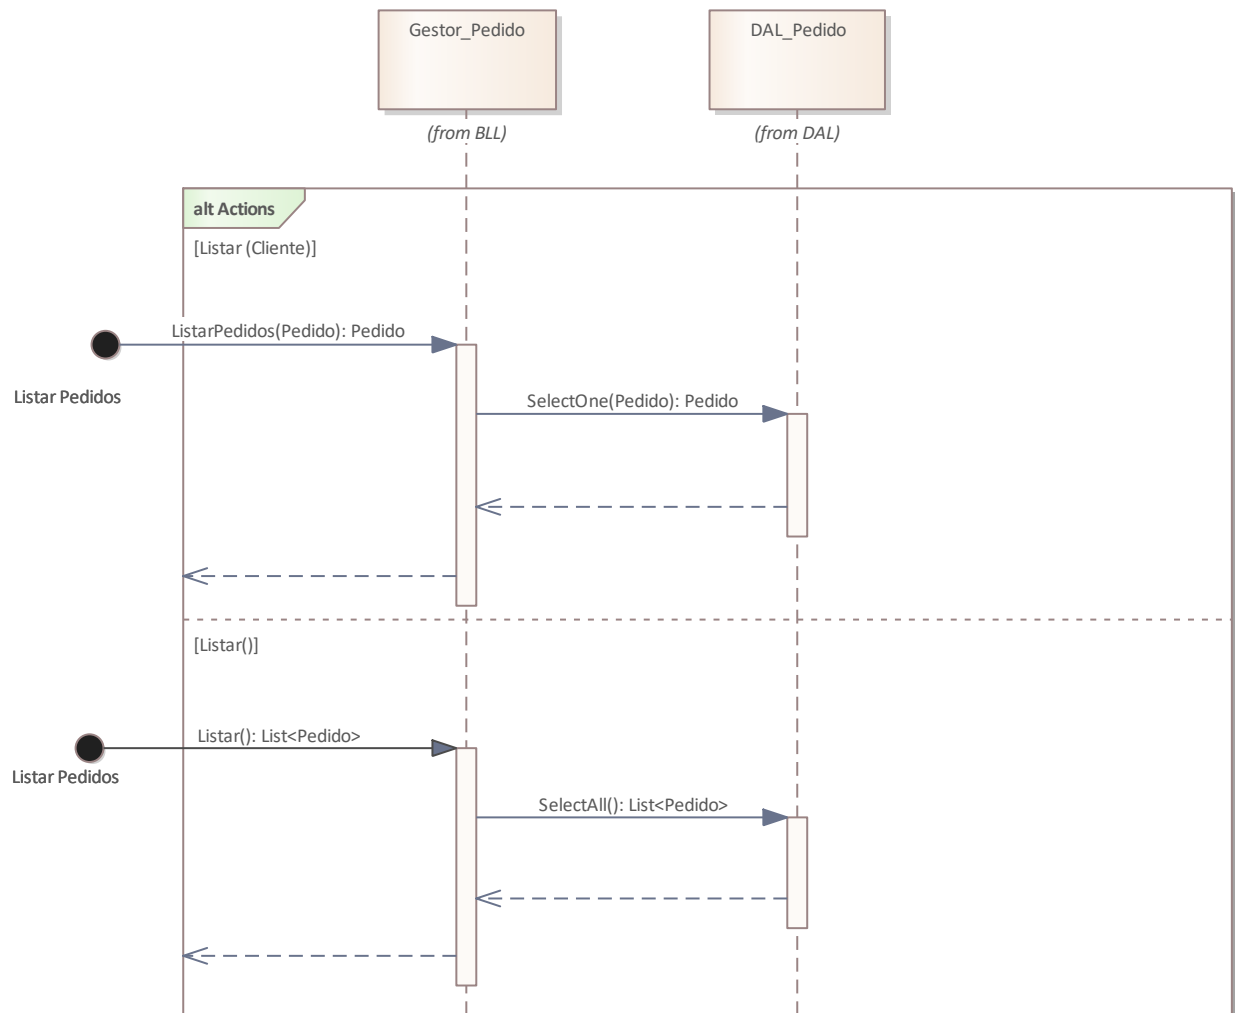 Gestor_Pedido
DAL_Pedido
(from BLL)
(from DAL)
alt Actions
[Listar (Cliente)]
ListarPedidos(Pedido): Pedido
Listar Pedidos
SelectOne(Pedido): Pedido
[Listar()]
Listar(): List<Pedido>
Listar Pedidos
SelectAll(): List<Pedido>